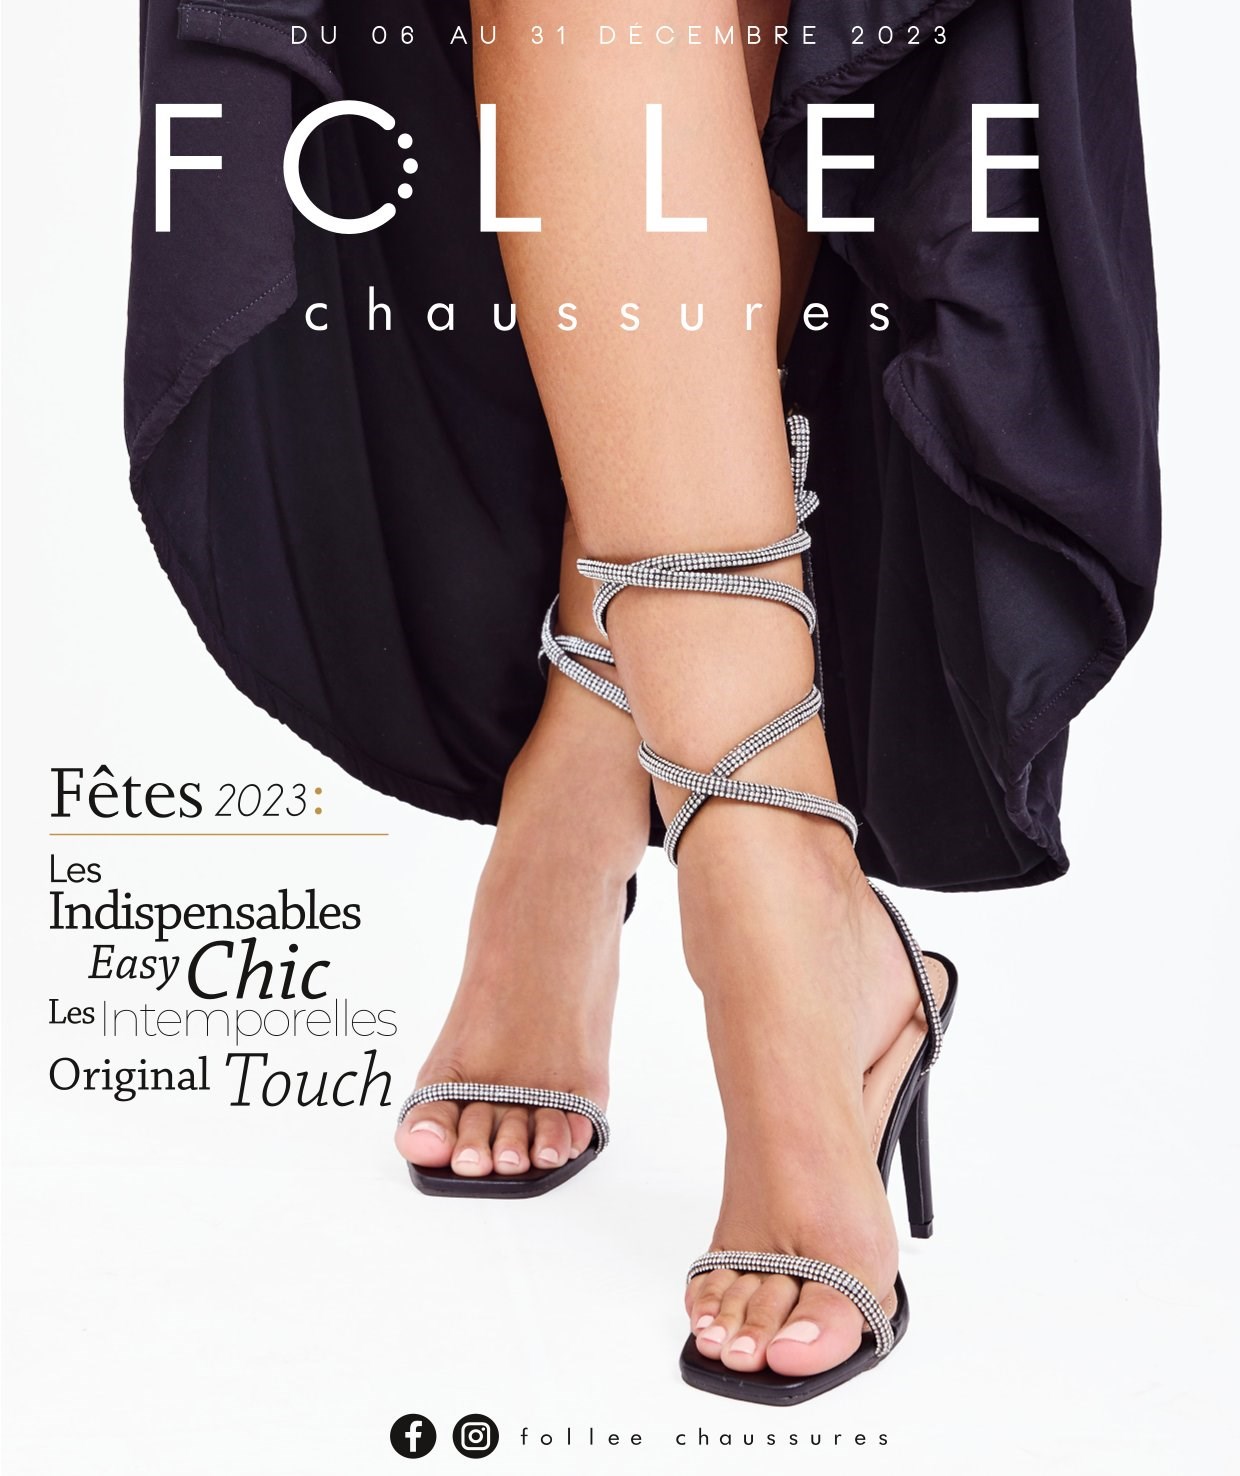 DU 06 AU 31 DÉCEMBRE 2023
FOLLEE
chaussures
Fêtes 2023:
Les
Indispensables
Easy Chic
Les Intemporelles
Original Touch
follee chaussures